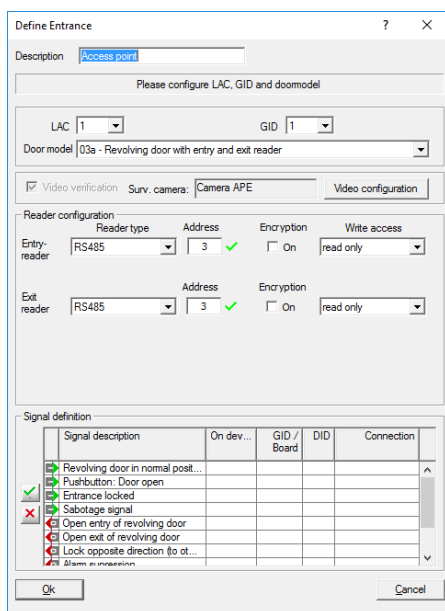 Define Entrance ? X
Description Access point
Please configure LAC, GID and doormodel
LAC 1 GID 1
Door model 03a - Revolving door with entry and exit reader
Video verification Surv. camera: Camera APE Video configuration
Reader configuration
Reader type Address Encryption Write access
Entry-
reader RS485 3 On read only
Address Encryption
Exit
reader RS485 3 On read only
Signal definition
Signal description On dev... GID /
Board DID Connection
Revolving door in normal posit...
Pushbutton: Door open
Entrance locked
Sabotage signal
Open entry of revolving door
Open exit of revolving door
Lock opposite direction (to ot...
Alarm supression
Ok Cancel